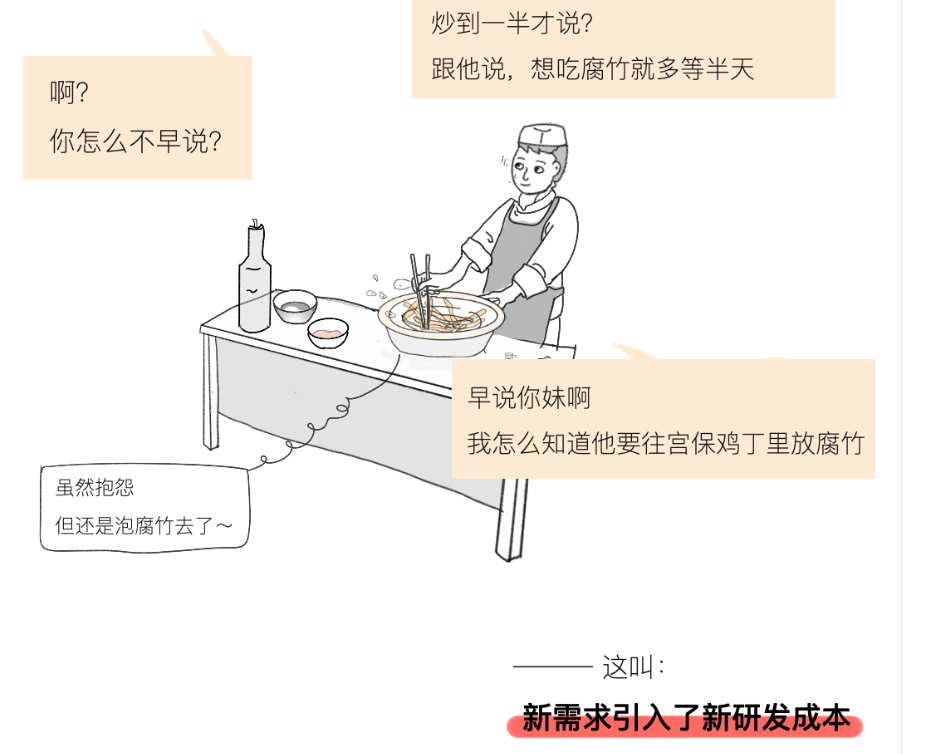 炒到一半才说?
跟他说，想吃腐竹就多等半天
啊?
你怎么不早说?
早说你妹啊
我怎么知道他要往宫保鸡丁里放腐竹
虽然抱怨
但还是泡腐竹去了～
——— 这叫：
新需求引入了新研发成本